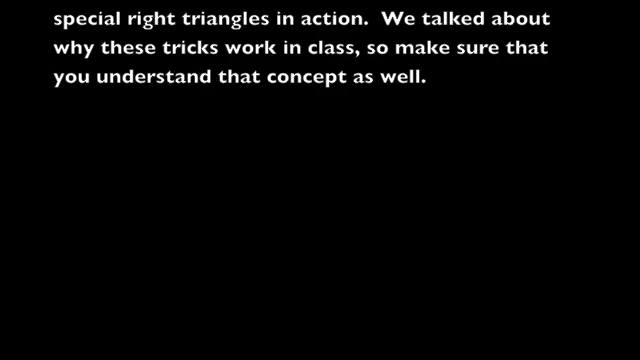 special right triangles in action.  We talked about
why these tricks work in class, so make sure that
you understand that concept as well.